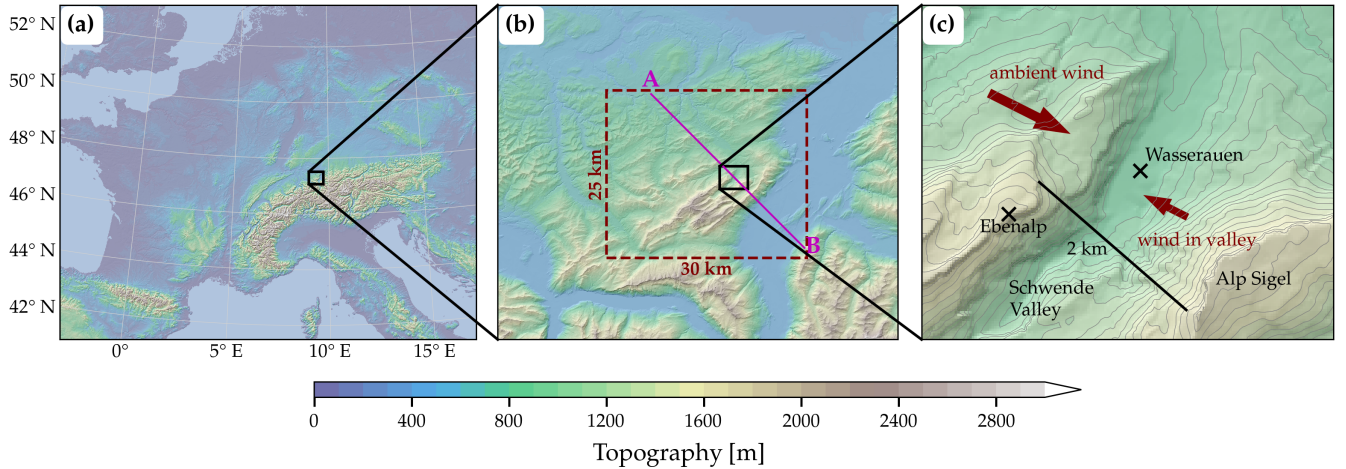 (a)
52° N
50° N
48° N
46° N
44° N
42° N
0°
5° E
10° E
15° E
(b)
A
25 km
30 km
B
(c)
ambient wind
Wasserauen
Ebenalp
wind in valley
2 km
Alp Sigel
Schwende
Valley
0
400
800
1200
1600
2000
2400
2800
Topography [m]